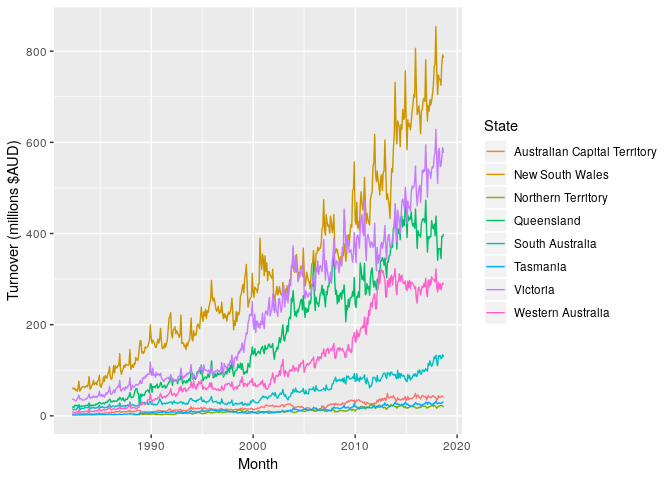 800
600
400
200
0
Turnover (millions $AUD)
1990
2000
2010
2020
Month
State
Australian Capital Territory
New South Wales
Northern Territory
Queensland
South Australia
Tasmania
Victoria
Western Australia